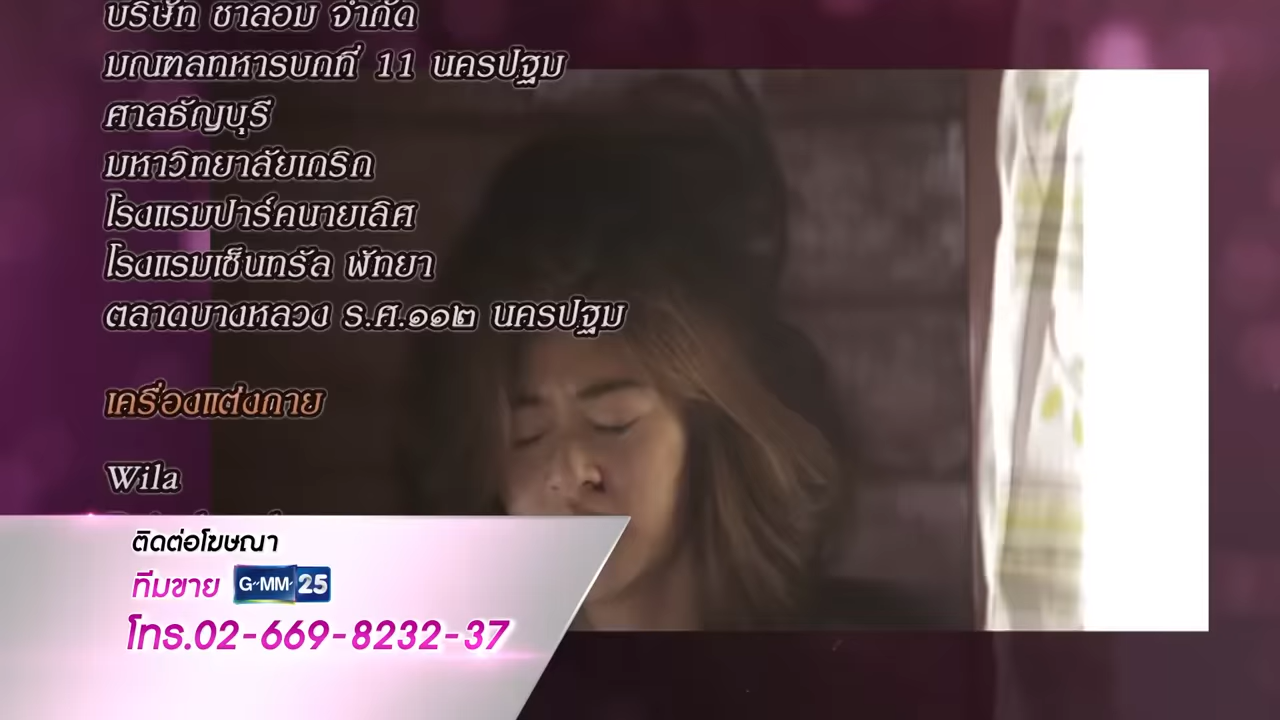 บริษัท ชาลอม จำกัด
มณฑลทหารบกที่ 11 นครปฐม
ศาลธัญบุรี
มหาวิทยาลัยเกริก
โรงแรมปาร์คนายเลิศ
โรงแรมเซ็นทรัล พัทยา
ตลาดบางหลวง ร.ศ.๑๑๒ นครปฐม
เครื่องแต่งกาย
Wila
ติดต่อโฆษณา
ทีมขาย GMM 25
โทร.02-669-8232-37